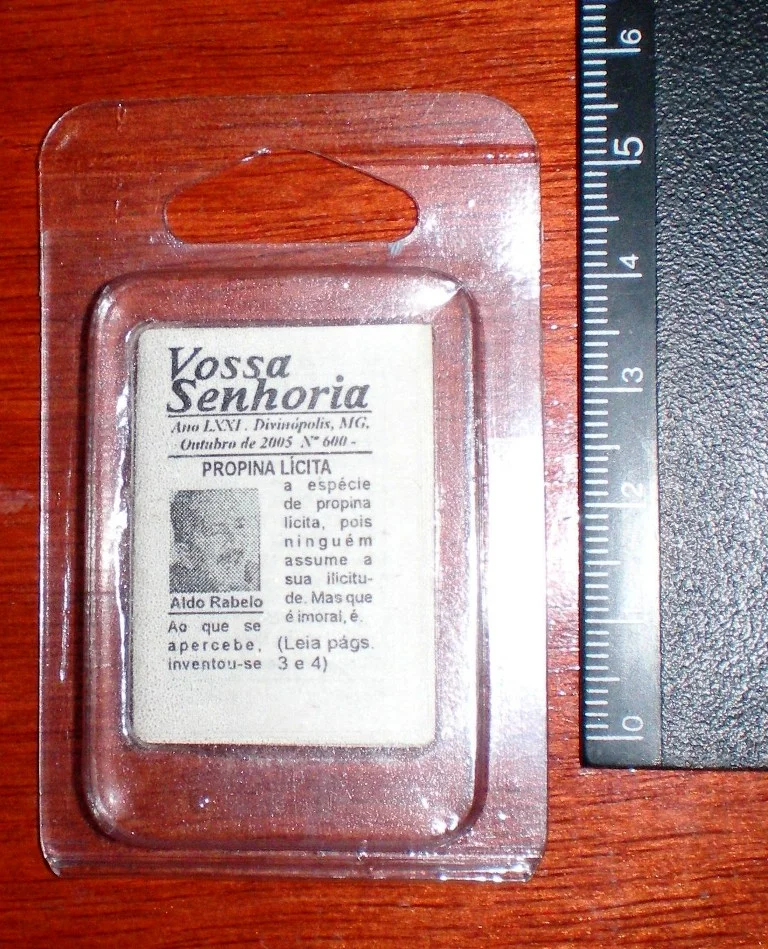 Vossa
Senhoria
Ano LXXI . Divinópolis, MG,
Outubro de 2005 Nº 600 -
PROPINA LÍCITA
Aldo Rabelo
Ao que se
apercebe,
inventou-se
a espécie
de propina
lícita, pois
ninguém
assume a
sua ilicitu-
de. Mas que
é imoral, é.
(Leia págs.
3 e 4)
6
5
4
3
2
1
0